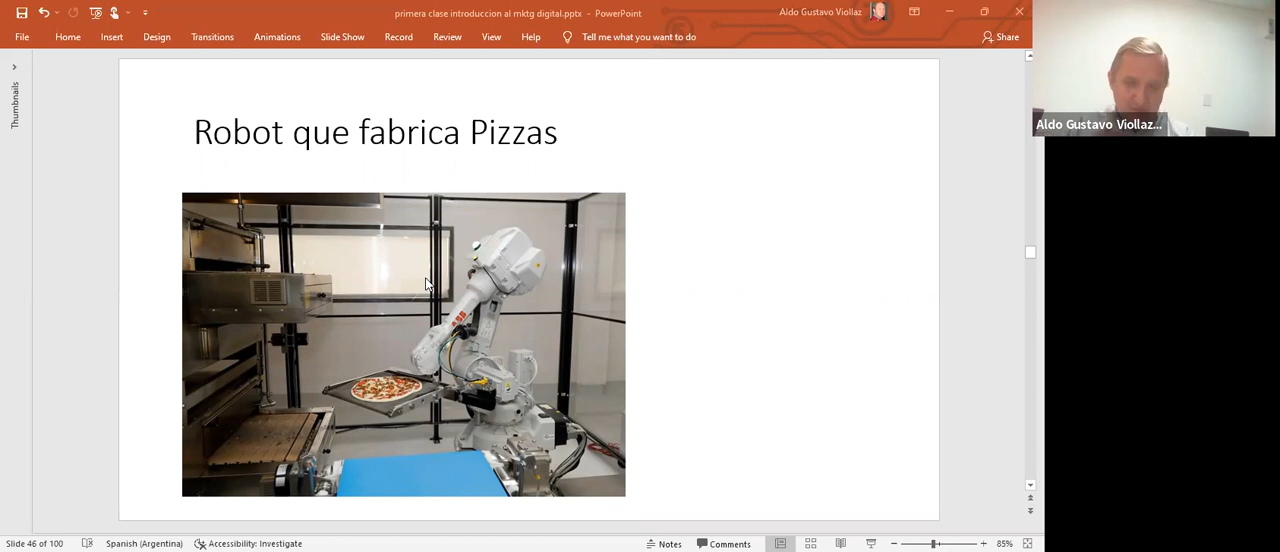 primera clase introduccion al mktg digital.pptx - PowerPoint
Aldo Gustavo Viollaz
File Home Insert Design Transitions Animations Slide Show Record Review View Help Tell me what you want to do Share
Thumbnails
Robot que fabrica Pizzas
ABB
Aldo Gustavo Viollaz...
Slide 46 of 100 Spanish (Argentina) Accessibility: Investigate Notes Comments 85%